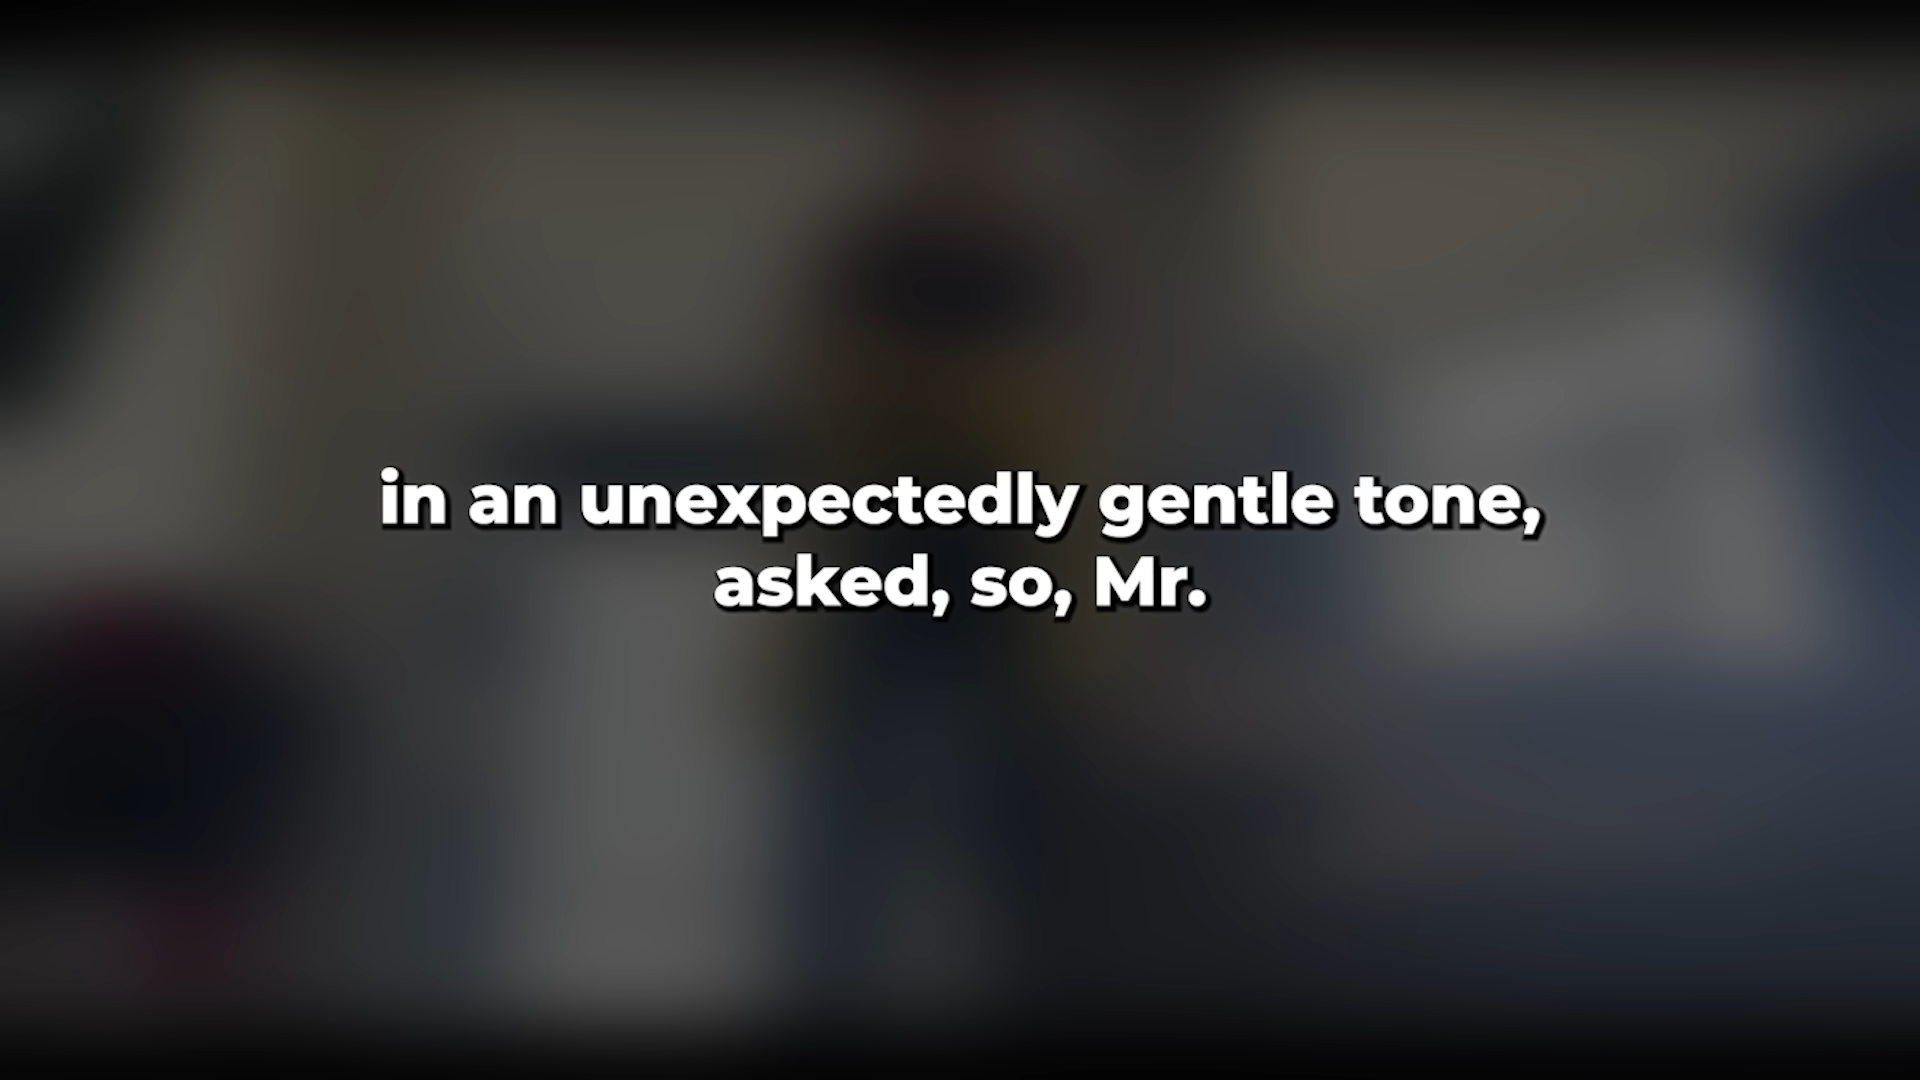 in an unexpectedly gentle tone,
asked, so, Mr.